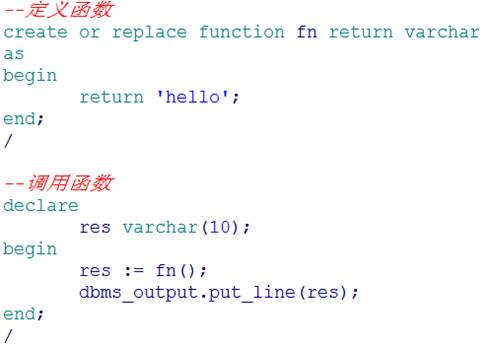 --定义函数
create or replace function fn return varchar
as
begin
        return 'hello';
end;
/

--调用函数
declare
        res varchar(10);
begin
        res := fn();
        dbms_output.put_line(res);
end;
/